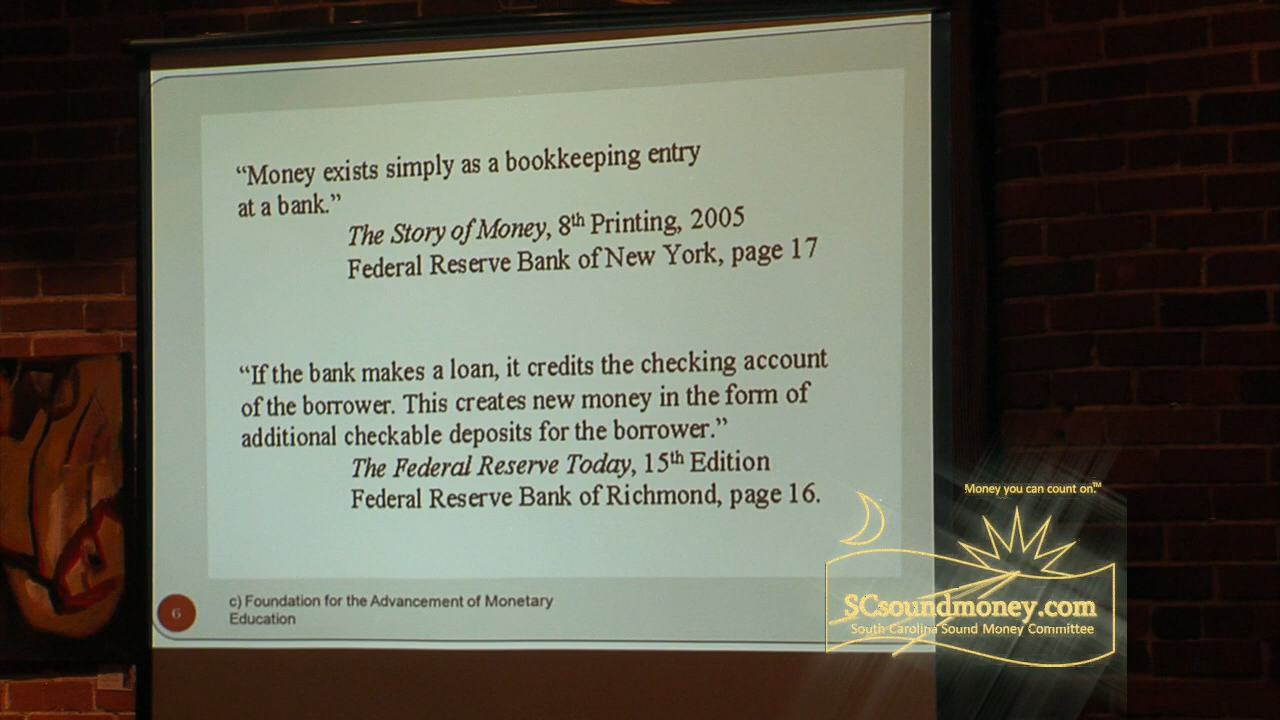 “Money exists simply as a bookkeeping entry
at a bank.”
The Story of Money, 8th Printing, 2005
Federal Reserve Bank of New York, page 17
“If the bank makes a loan, it credits the checking account
of the borrower. This creates new money in the form of
additional checkable deposits for the borrower.”
The Federal Reserve Today, 15th Edition
Federal Reserve Bank of Richmond, page 16.
6
c) Foundation for the Advancement of Monetary
Education
Money you can count on.™
SCsoundmoney.com
South Carolina Sound Money Committee